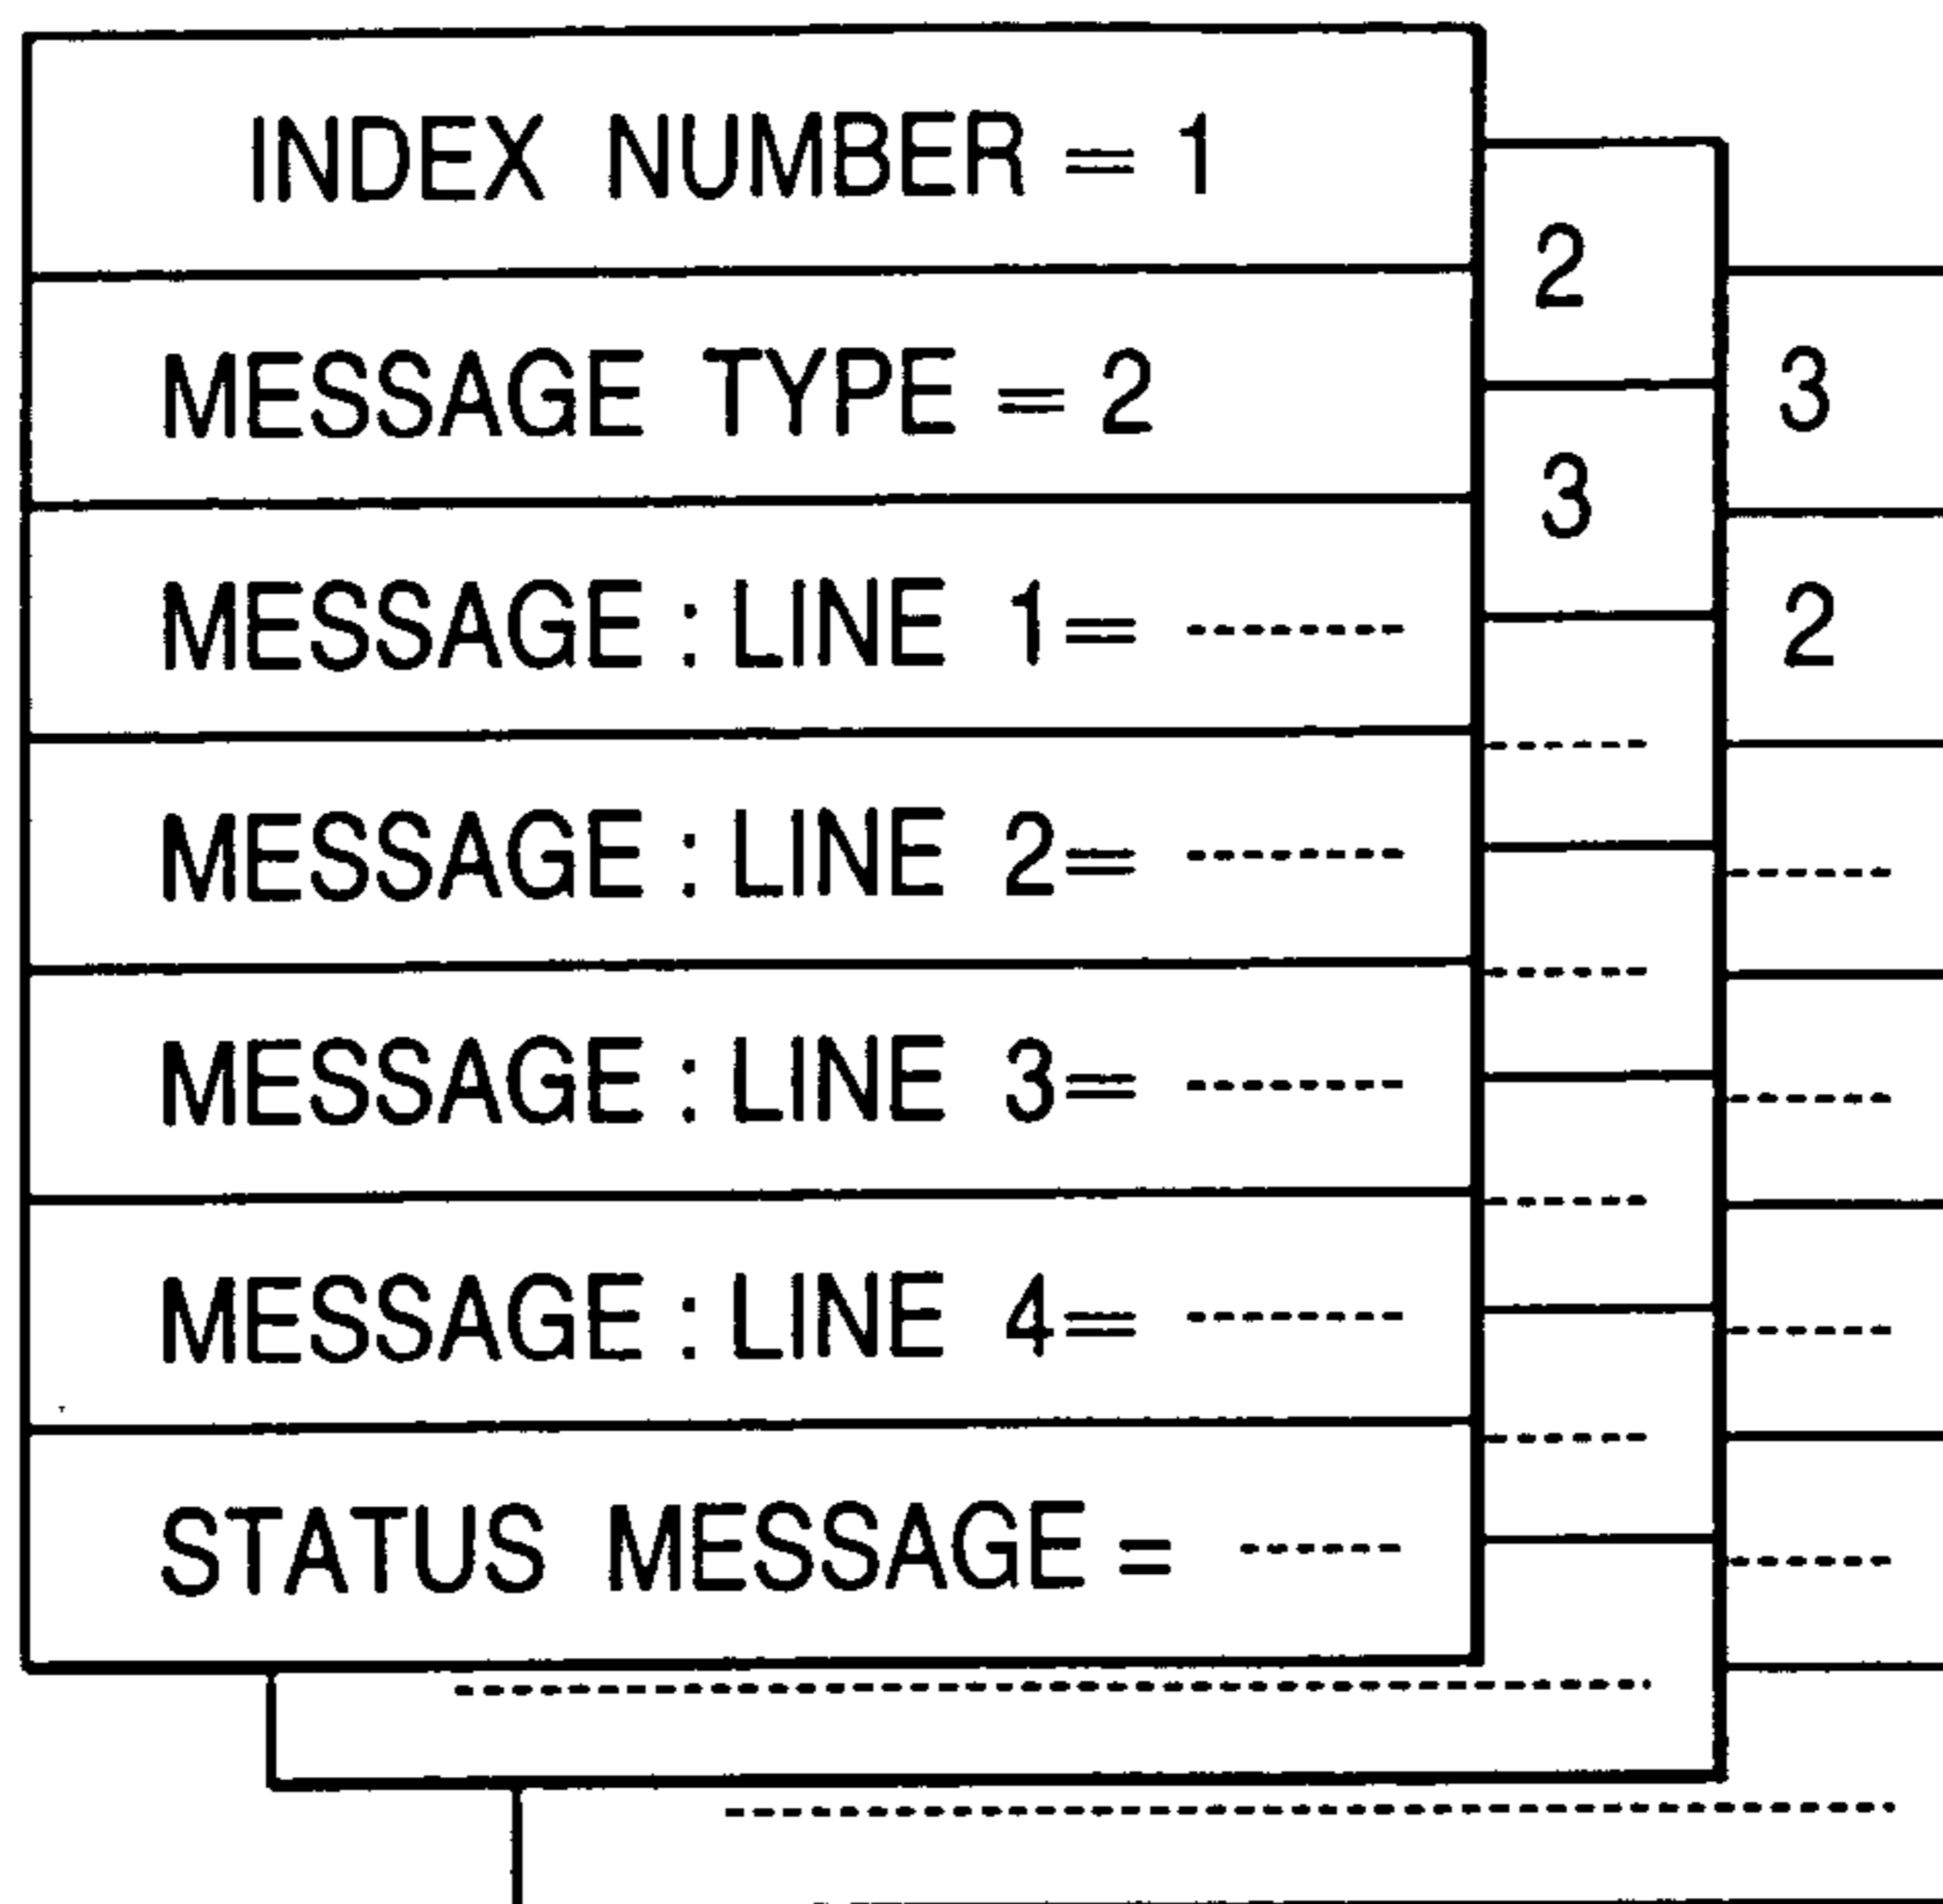 INDEX NUMBER = 1
MESSAGE TYPE = 2
MESSAGE : LINE 1= --------
MESSAGE : LINE 2= --------
MESSAGE : LINE 3= --------
MESSAGE : LINE 4= --------
STATUS MESSAGE = ------
2
3
3
2